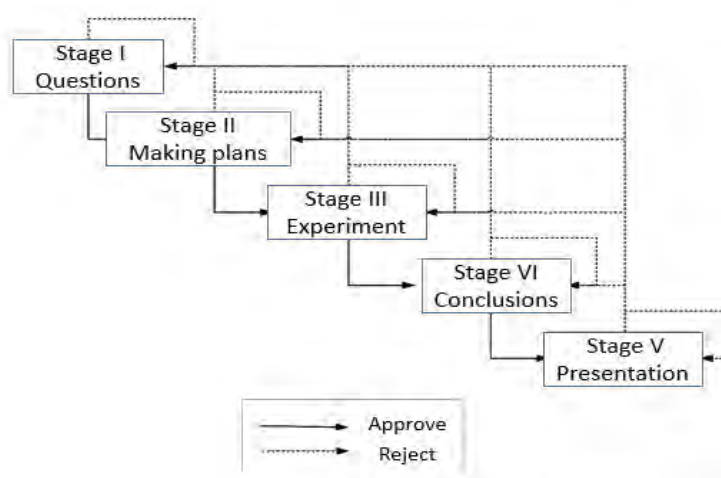 Stage I
Questions
Stage II
Making plans
Stage III
Experiment
Stage VI
Conclusions
Stage V
Presentation
Approve
Reject